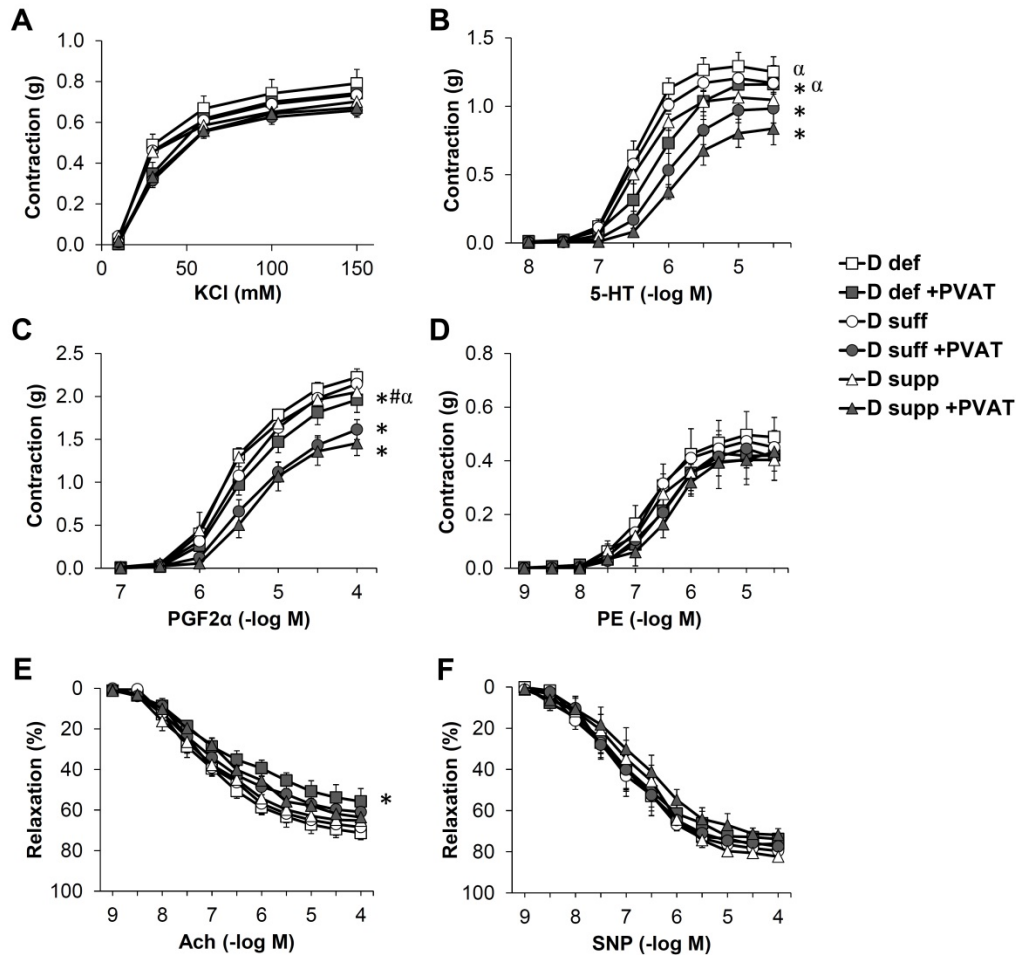 A
Contraction (g)
1.0
0.8
0.6
0.4
0.2
0.0
0 50 100 150
KCl (mM)
B
Contraction (g)
1.5
1.0
0.5
0.0
8 7 6 5
5-HT (-log M)
α
* α
*
*
D def
D def +PVAT
D suff
D suff +PVAT
D supp
D supp +PVAT
C
Contraction (g)
2.5
2.0
1.5
1.0
0.5
0.0
7 6 5 4
PGF2α (-log M)
*#α
*
*
D
Contraction (g)
0.8
0.6
0.4
0.2
0.0
9 8 7 6 5
PE (-log M)
E
Relaxation (%)
0
20
40
60
80
100
9 8 7 6 5 4
Ach (-log M)
*
F
Relaxation (%)
0
20
40
60
80
100
9 8 7 6 5 4
SNP (-log M)